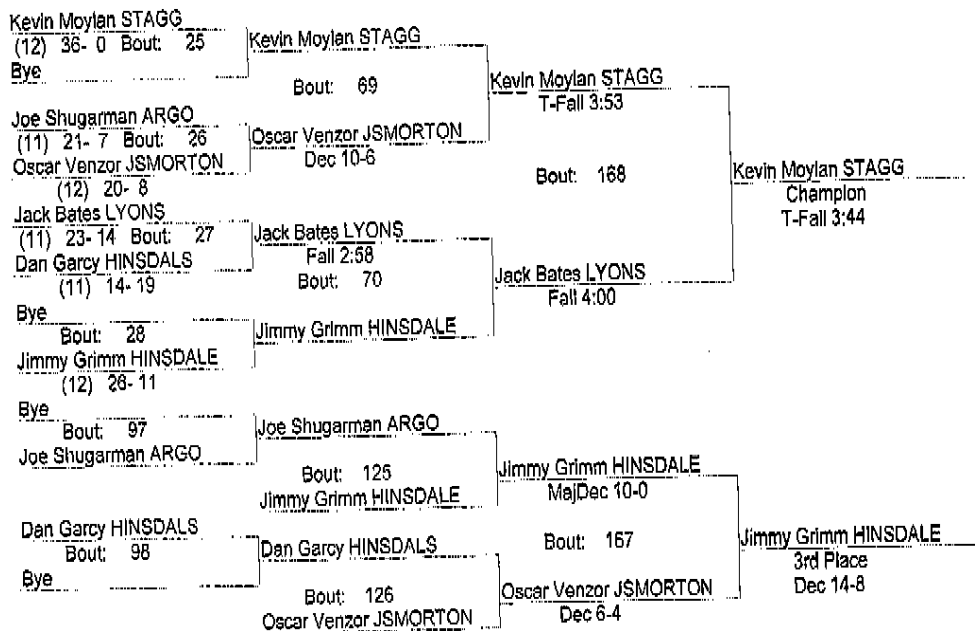 Kevin Moylan STAGG
(12) 36- 0 Bout: 25
Bye
Kevin Moylan STAGG
Bout: 69
Joe Shugarman ARGO
(11) 21- 7 Bout: 26
Oscar Venzor JSMORTON
(12) 20- 8
Oscar Venzor JSMORTON
Dec 10-6
Kevin Moylan STAGG
T-Fall 3:53
Bout: 168
Jack Bates LYONS
(11) 23- 14 Bout: 27
Dan Garcy HINSDALS
(11) 14- 19
Jack Bates LYONS
Fall 2:58
Bout: 70
Bye
Bout: 28
Jimmy Grimm HINSDALE
(12) 26- 11
Jimmy Grimm HINSDALE
Jack Bates LYONS
Fall 4:00
Kevin Moylan STAGG
Champion
T-Fall 3:44
Bye
Bout: 97
Joe Shugarman ARGO
Joe Shugarman ARGO
Bout: 125
Jimmy Grimm HINSDALE
Jimmy Grimm HINSDALE
MajDec 10-0
Bout: 167
Dan Garcy HINSDALS
Bout: 98
Bye
Dan Garcy HINSDALS
Bout: 126
Oscar Venzor JSMORTON
Oscar Venzor JSMORTON
Dec 6-4
Jimmy Grimm HINSDALE
3rd Place
Dec 14-8